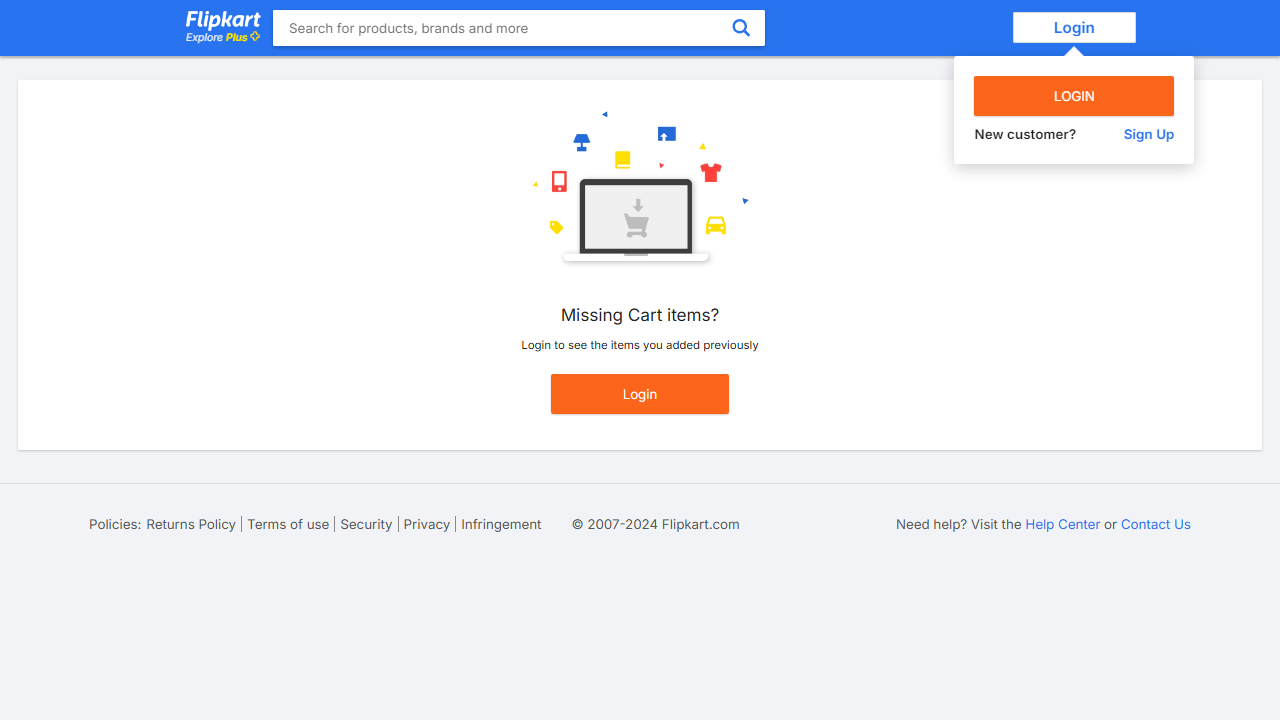 Flipkart
Explore Plus
Search for products, brands and more
Login
LOGIN
New customer? Sign Up
Missing Cart items?
Login to see the items you added previously
Login
Policies: Returns Policy | Terms of use | Security | Privacy | Infringement © 2007-2024 Flipkart.com Need help? Visit the Help Center or Contact Us